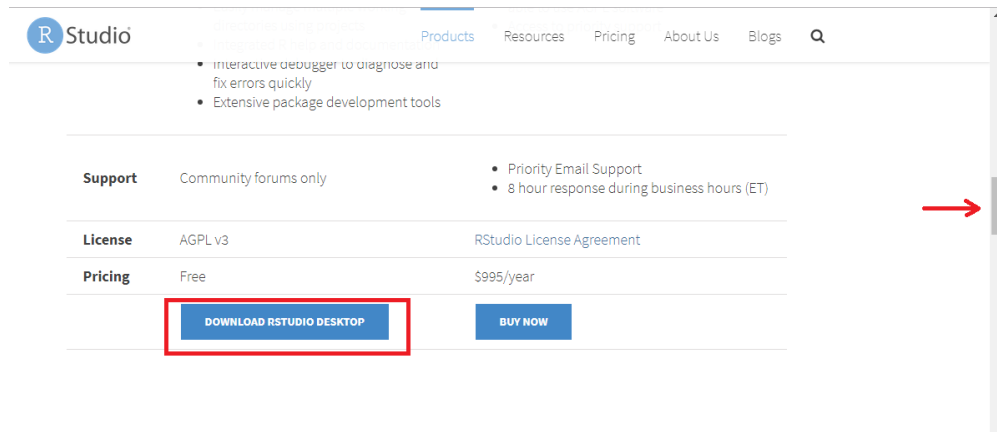 R Studio
Products Resources Pricing About Us Blogs
Interactive debugger to diagnose and
fix errors quickly
Extensive package development tools
Support Community forums only
Priority Email Support
8 hour response during business hours (ET)
License AGPL v3 RStudio License Agreement
Pricing Free $995/year
DOWNLOAD RSTUDIO DESKTOP BUY NOW